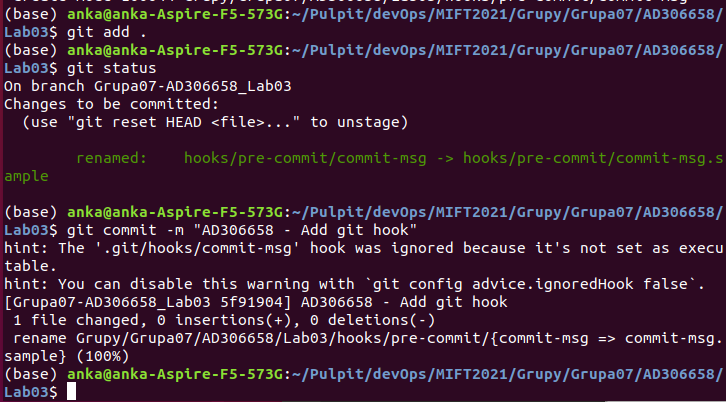 (base) anka@anka-Aspire-F5-573G:~/Pulpit/devOps/MIFT2021/Grupy/Grupa07/AD306658/
Lab03$ git add .
(base) anka@anka-Aspire-F5-573G:~/Pulpit/devOps/MIFT2021/Grupy/Grupa07/AD306658/
Lab03$ git status
On branch Grupa07-AD306658_Lab03
Changes to be committed:
  (use "git reset HEAD <file>..." to unstage)

        renamed:    hooks/pre-commit/commit-msg -> hooks/pre-commit/commit-msg.s
ample

(base) anka@anka-Aspire-F5-573G:~/Pulpit/devOps/MIFT2021/Grupy/Grupa07/AD306658/
Lab03$ git commit -m "AD306658 - Add git hook"
hint: The '.git/hooks/commit-msg' hook was ignored because it's not set as execu
table.
hint: You can disable this warning with `git config advice.ignoredHook false`.
[Grupa07-AD306658_Lab03 5f91904] AD306658 - Add git hook
 1 file changed, 0 insertions(+), 0 deletions(-)
 rename Grupy/Grupa07/AD306658/Lab03/hooks/pre-commit/{commit-msg => commit-msg.
sample} (100%)
(base) anka@anka-Aspire-F5-573G:~/Pulpit/devOps/MIFT2021/Grupy/Grupa07/AD306658/
Lab03$